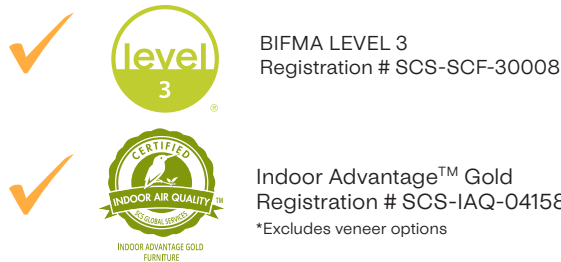 level
3
®
BIFMA LEVEL 3
Registration # SCS-SCF-30008
CERTIFIED
INDOOR AIR QUALITY
SCS GLOBAL SERVICES
TM
INDOOR ADVANTAGE GOLD
FURNITURE
Indoor Advantage™ Gold
Registration # SCS-IAQ-04158
*Excludes veneer options